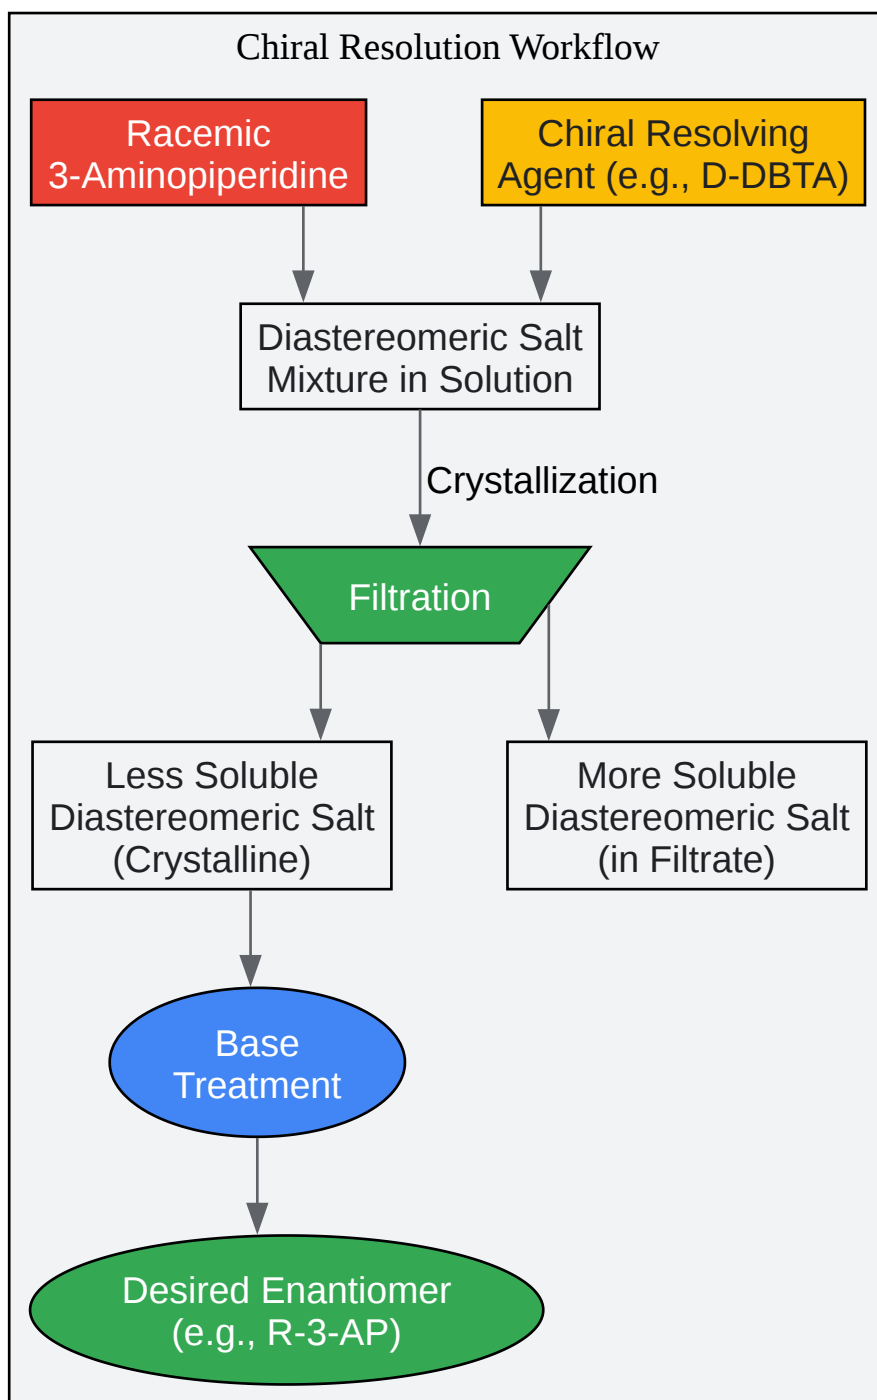 Chiral Resolution Workflow
Racemic
3-Aminopiperidine
Chiral Resolving
Agent (e.g., D-DBTA)
Diastereomeric Salt
Mixture in Solution
Crystallization
Filtration
Less Soluble
Diastereomeric Salt
(Crystalline)
More Soluble
Diastereomeric Salt
(in Filtrate)
Base
Treatment
Desired Enantiomer
(e.g., R-3-AP)